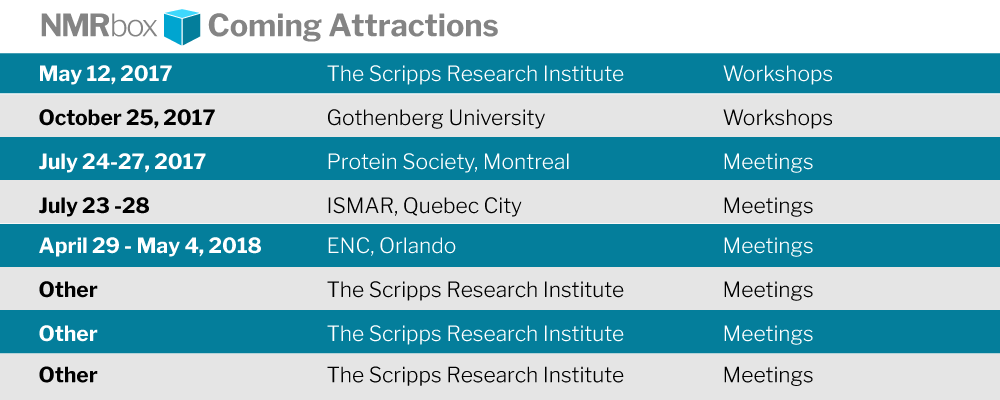 NMRbox Coming Attractions
May 12, 2017 The Scripps Research Institute Workshops
October 25, 2017 Gothenberg University Workshops
July 24-27, 2017 Protein Society, Montreal Meetings
July 23 -28 ISMAR, Quebec City Meetings
April 29 - May 4, 2018 ENC, Orlando Meetings
Other The Scripps Research Institute Meetings
Other The Scripps Research Institute Meetings
Other The Scripps Research Institute Meetings